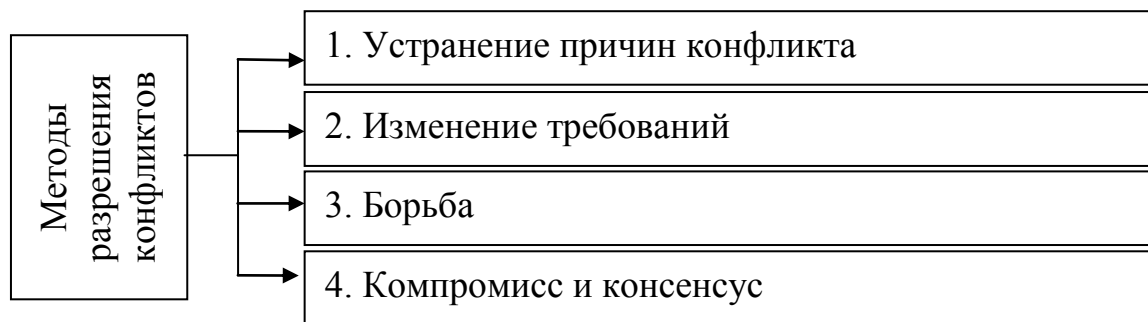 Методы
разрешения
конфликтов
1. Устранение причин конфликта
2. Изменение требований
3. Борьба
4. Компромисс и консенсус